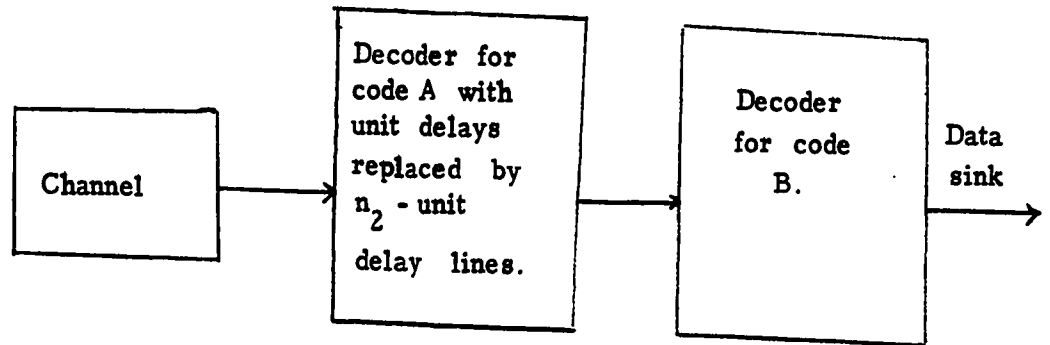 Channel
Decoder for
code A with
unit delays
replaced by
n₂ - unit
delay lines.
Decoder
for code
B.
Data
sink